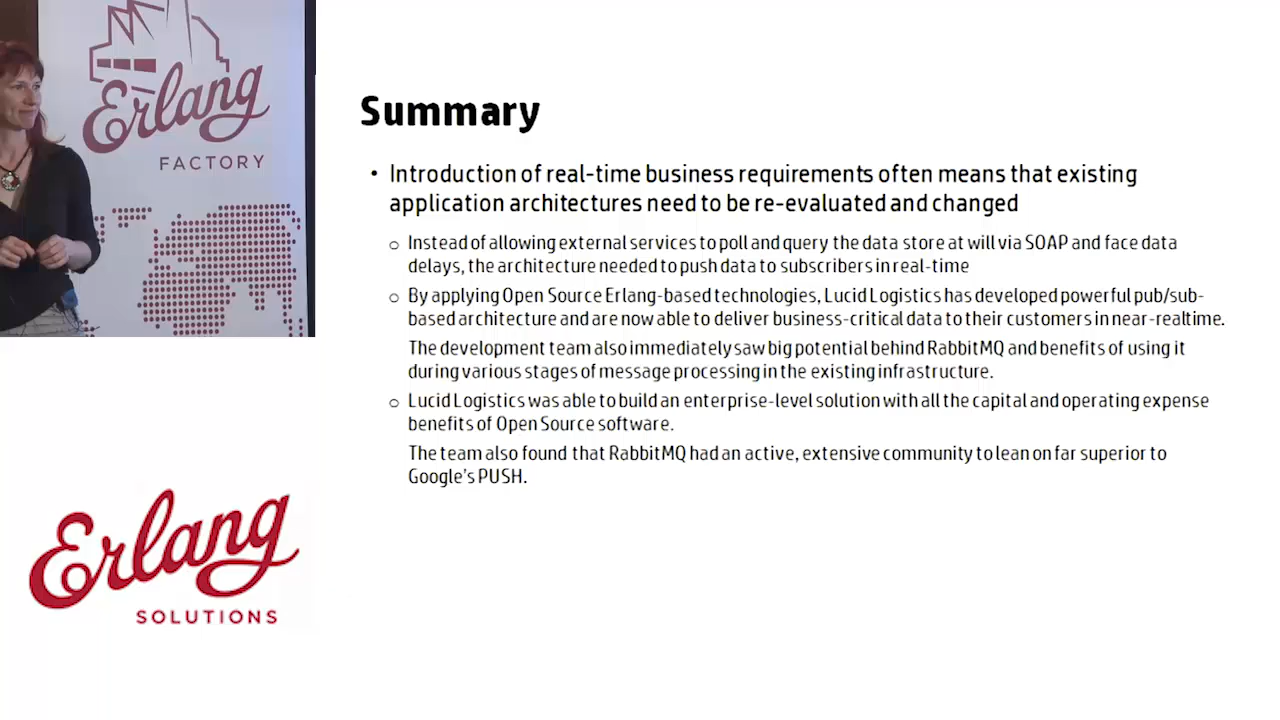 Erlang
FACTORY
Summary
• Introduction of real-time business requirements often means that existing
application architectures need to be re-evaluated and changed
o Instead of allowing external services to poll and query the data store at will via SOAP and face data
delays, the architecture needed to push data to subscribers in real-time
o By applying Open Source Erlang-based technologies, Lucid Logistics has developed powerful pub/sub-
based architecture and are now able to deliver business-critical data to their customers in near-realtime.
The development team also immediately saw big potential behind RabbitMQ and benefits of using it
during various stages of message processing in the existing infrastructure.
o Lucid Logistics was able to build an enterprise-level solution with all the capital and operating expense
benefits of Open Source software.
The team also found that RabbitMQ had an active, extensive community to lean on far superior to
Google's PUSH.
Erlang
SOLUTIONS